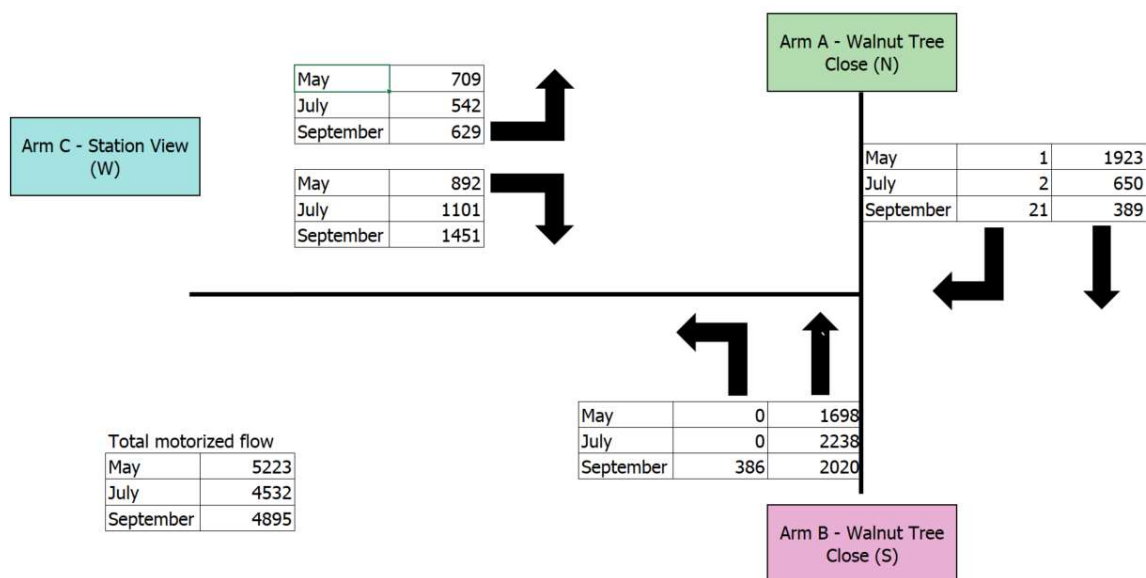 Arm A - Walnut Tree
Close (N)
May 709
July 542
September 629
Arm C - Station View
(W)
May 1 1923
July 2 650
September 21 389
May 892
July 1101
September 1451
May 0 1698
July 0 2238
September 386 2020
Total motorized flow
May 5223
July 4532
September 4895
Arm B - Walnut Tree
Close (S)